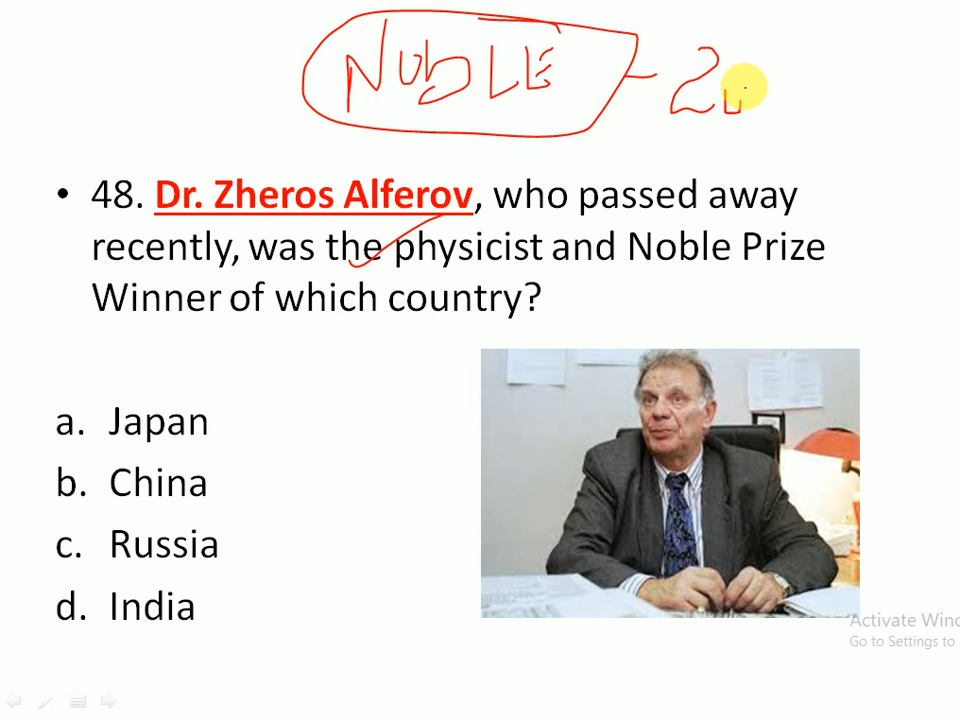 NOBLE - 20
• 48. Dr. Zheros Alferov, who passed away
recently, was the physicist and Noble Prize
Winner of which country?
a. Japan
b. China
c. Russia
d. India
Activate Wind
Go to Settings to